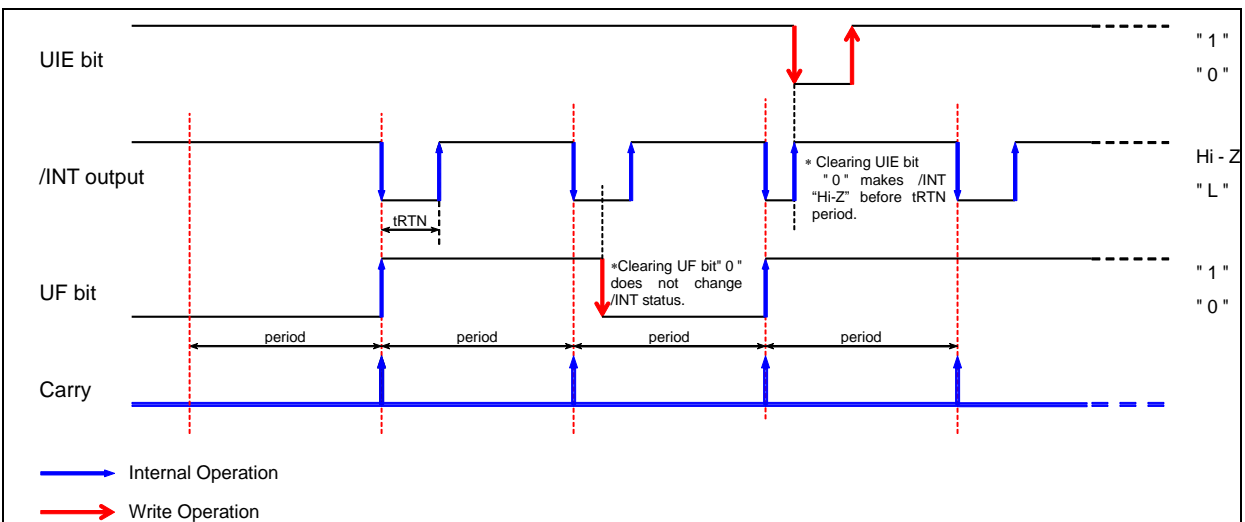 UIE bit
" 1 "
" 0 "
/INT output
Hi - Z
" L "
∗ Clearing UIE bit
" 0 " makes /INT
“Hi-Z” before tRTN
period.
tRTN
UF bit
∗Clearing UF bit" 0 "
does not change
/INT status.
" 1 "
" 0 "
period period period period
Carry
Internal Operation
Write Operation